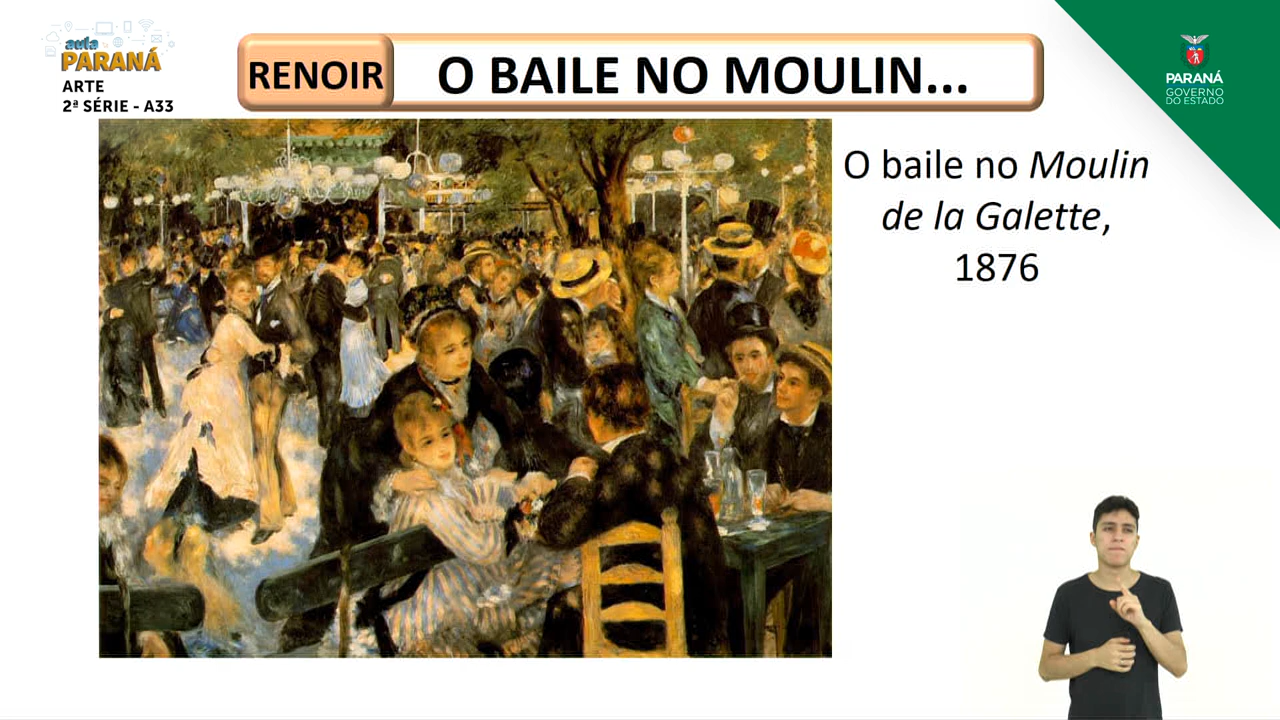 aula
PARANÁ
ARTE
2ª SÉRIE - A33
RENOIR
O BAILE NO MOULIN...
PARANÁ
GOVERNO
DO ESTADO
O baile no Moulin
de la Galette,
1876